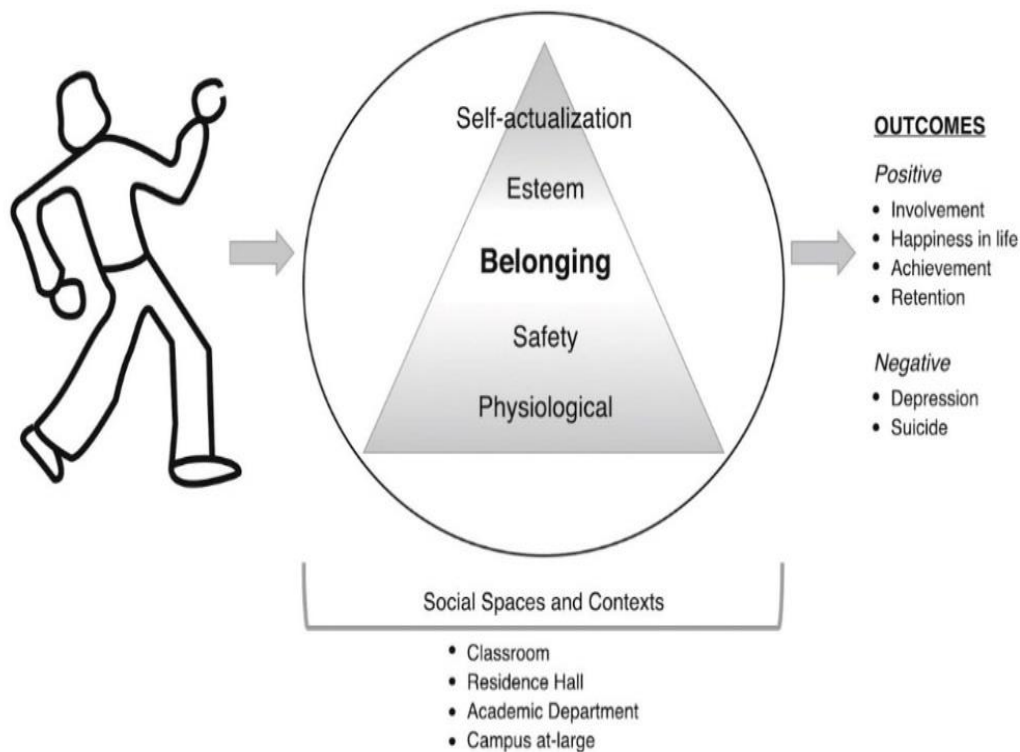 Self-actualization
Esteem
Belonging
Safety
Physiological
OUTCOMES
Positive
• Involvement
• Happiness in life
• Achievement
• Retention
Negative
• Depression
• Suicide
Social Spaces and Contexts
• Classroom
• Residence Hall
• Academic Department
• Campus at-large